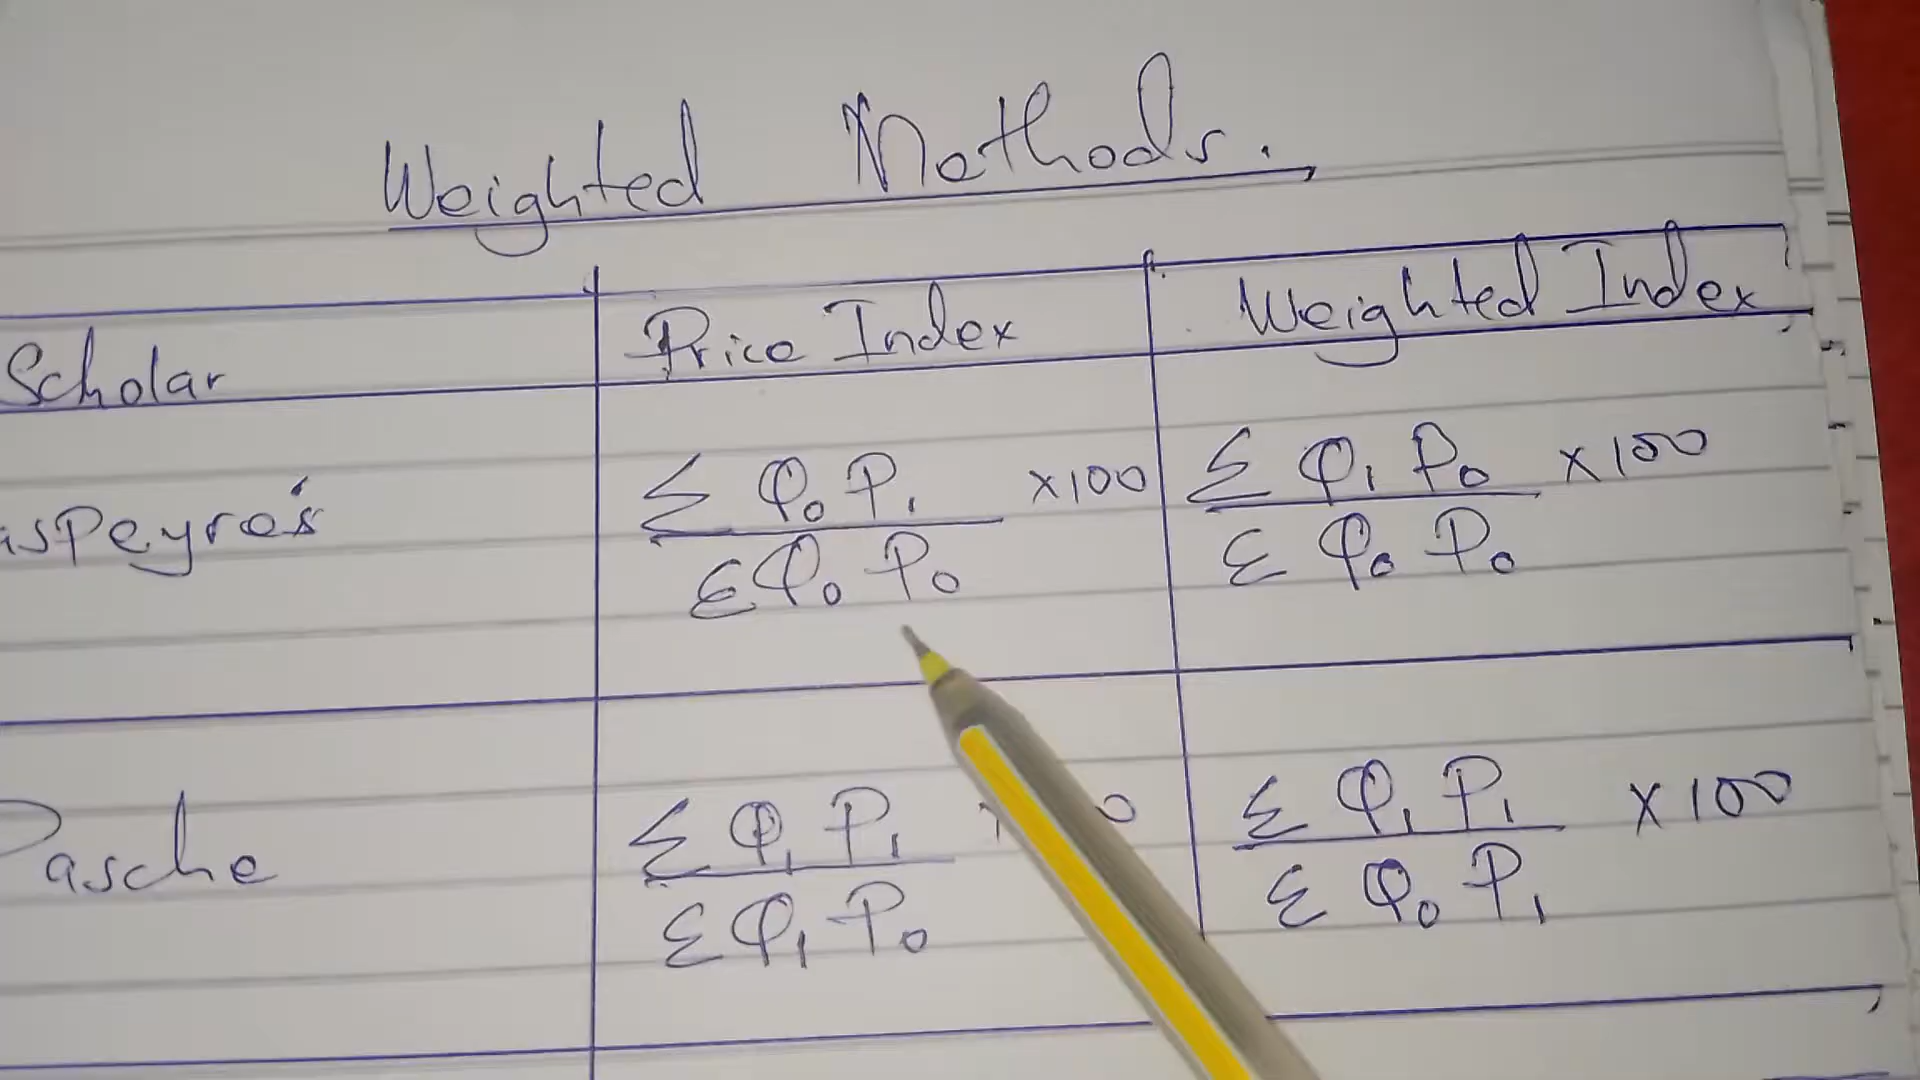 Weighted Methods.
Scholar Price Index Weighted Index
aspeyre's Σ Q₀ P₁ x100 Σ Q₁ P₀ x100
Σ Q₀ P₀ Σ Q₀ P₀
Pasche Σ Q₁ P₁ Σ Q₁ P₁ x100
Σ Q₁ P₀ Σ Q₀ P₁